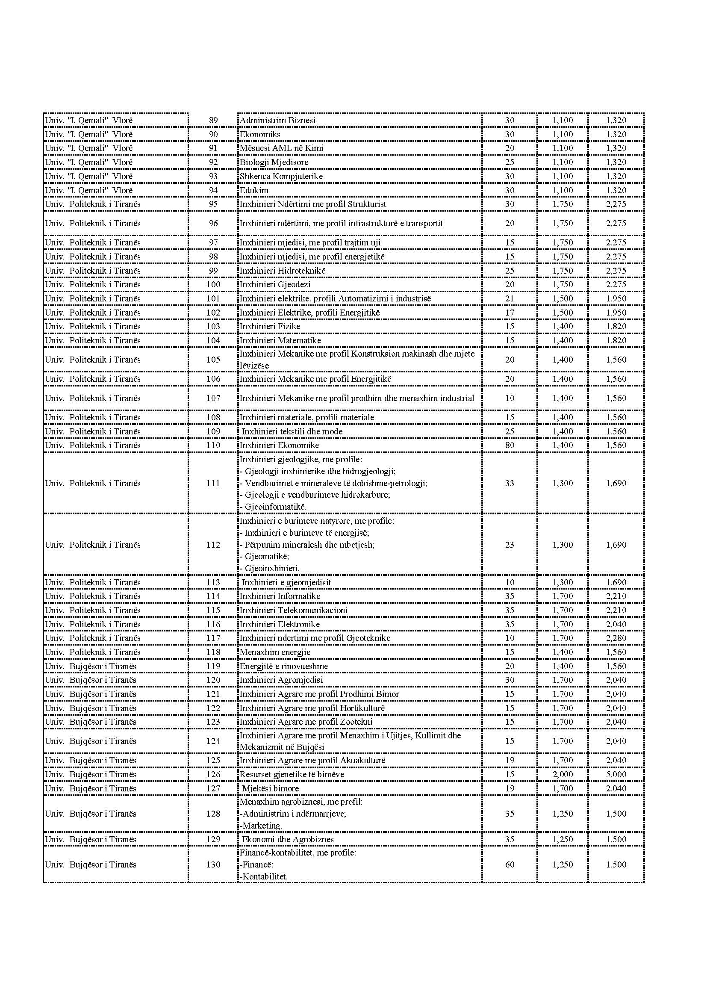 Univ. "I. Qemali" Vlorë 89 Administrim Biznesi 30 1,100 1,320
Univ. "I. Qemali" Vlorë 90 Ekonomiks 30 1,100 1,320
Univ. "I. Qemali" Vlorë 91 Mësuesi AML në Kimi 20 1,100 1,320
Univ. "I. Qemali" Vlorë 92 Biologji Mjedisore 25 1,100 1,320
Univ. "I. Qemali" Vlorë 93 Shkenca Kompjuterike 30 1,100 1,320
Univ. "I. Qemali" Vlorë 94 Edukim 30 1,100 1,320
Univ. Politeknik i Tiranës 95 Inxhinieri Ndërtimi me profil Strukturist 30 1,750 2,275
Univ. Politeknik i Tiranës 96 Inxhinieri ndërtimi, me profil infrastrukturë e transportit 20 1,750 2,275
Univ. Politeknik i Tiranës 97 Inxhinieri mjedisi, me profil trajtim uji 15 1,750 2,275
Univ. Politeknik i Tiranës 98 Inxhinieri mjedisi, me profil energjetikë 15 1,750 2,275
Univ. Politeknik i Tiranës 99 Inxhinieri Hidroteknikë 25 1,750 2,275
Univ. Politeknik i Tiranës 100 Inxhinieri Gjeodezi 20 1,750 2,275
Univ. Politeknik i Tiranës 101 Inxhinieri elektrike, profili Automatizimi i industrisë 21 1,500 1,950
Univ. Politeknik i Tiranës 102 Inxhinieri Elektrike, profili Energjitikë 17 1,500 1,950
Univ. Politeknik i Tiranës 103 Inxhinieri Fizike 15 1,400 1,820
Univ. Politeknik i Tiranës 104 Inxhinieri Matematike 15 1,400 1,820
Univ. Politeknik i Tiranës 105 Inxhinieri Mekanike me profil Konstruksion makinash dhe mjete
lëvizëse 20 1,400 1,560
Univ. Politeknik i Tiranës 106 Inxhinieri Mekanike me profil Energjitikë 20 1,400 1,560
Univ. Politeknik i Tiranës 107 Inxhinieri Mekanike me profil prodhim dhe menaxhim industrial 10 1,400 1,560
Univ. Politeknik i Tiranës 108 Inxhinieri materiale, profili materiale 15 1,400 1,560
Univ. Politeknik i Tiranës 109 Inxhinieri tekstili dhe mode 25 1,400 1,560
Univ. Politeknik i Tiranës 110 Inxhinieri Ekonomike 80 1,400 1,560
Univ. Politeknik i Tiranës 111 Inxhinieri gjeologjike, me profile:
- Gjeologji inxhinierike dhe hidrogjeologji;
- Vendburimet e mineraleve të dobishme-petrologji;
- Gjeologji e vendburimeve hidrokarbure;
- Gjeoinformatikë. 33 1,300 1,690
Univ. Politeknik i Tiranës 112 Inxhinieri e burimeve natyrore, me profile:
- Inxhinieri e burimeve të energjisë;
- Përpunim mineralesh dhe mbetjesh;
- Gjeomatikë;
- Gjeoinxhinieri. 23 1,300 1,690
Univ. Politeknik i Tiranës 113 Inxhinieri e gjeomjedisit 10 1,300 1,690
Univ. Politeknik i Tiranës 114 Inxhinieri Informatike 35 1,700 2,210
Univ. Politeknik i Tiranës 115 Inxhinieri Telekomunikacioni 35 1,700 2,210
Univ. Politeknik i Tiranës 116 Inxhinieri Elektronike 35 1,700 2,040
Univ. Politeknik i Tiranës 117 Inxhinieri ndertimi me profil Gjeoteknike 10 1,700 2,280
Univ. Politeknik i Tiranës 118 Menaxhim energjie 15 1,400 1,560
Univ. Bujqësor i Tiranës 119 Energjitë e rinovueshme 20 1,400 1,560
Univ. Bujqësor i Tiranës 120 Inxhinieri Agromjedisi 30 1,700 2,040
Univ. Bujqësor i Tiranës 121 Inxhinieri Agrare me profil Prodhimi Bimor 15 1,700 2,040
Univ. Bujqësor i Tiranës 122 Inxhinieri Agrare me profil Hortikulturë 15 1,700 2,040
Univ. Bujqësor i Tiranës 123 Inxhinieri Agrare me profil Zootekni 15 1,700 2,040
Univ. Bujqësor i Tiranës 124 Inxhinieri Agrare me profil Menaxhim i Ujitjes, Kullimit dhe
Mekanizmit në Bujqësi 15 1,700 2,040
Univ. Bujqësor i Tiranës 125 Inxhinieri Agrare me profil Akuakulturë 19 1,700 2,040
Univ. Bujqësor i Tiranës 126 Resurset gjenetike të bimëve 15 2,000 5,000
Univ. Bujqësor i Tiranës 127 Mjekësi bimore 19 1,700 2,040
Univ. Bujqësor i Tiranës 128 Menaxhim agrobiznesi, me profil:
-Administrim i ndërmarrjeve;
-Marketing. 35 1,250 1,500
Univ. Bujqësor i Tiranës 129 Ekonomi dhe Agrobiznes 35 1,250 1,500
Univ. Bujqësor i Tiranës 130 Financë-kontabilitet, me profile:
-Financë;
-Kontabilitet. 60 1,250 1,500